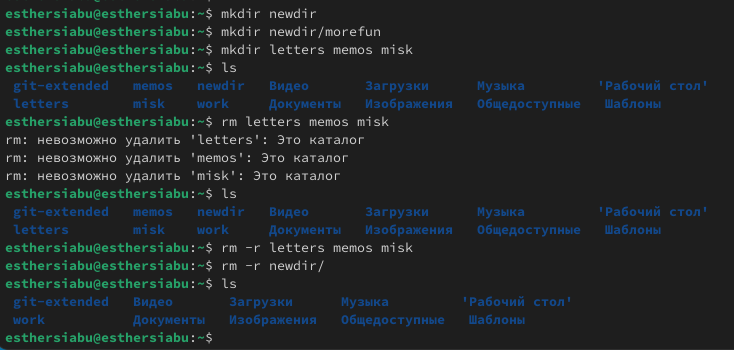 esthersiabu@esthersiabu:~$ mkdir newdir
esthersiabu@esthersiabu:~$ mkdir newdir/morefun
esthersiabu@esthersiabu:~$ mkdir letters memos misk
esthersiabu@esthersiabu:~$ ls
git-extended memos newdir Видео Загрузки Музыка 'Рабочий стол'
letters misk work Документы Изображения Общедоступные Шаблоны
esthersiabu@esthersiabu:~$ rm letters memos misk
rm: невозможно удалить 'letters': Это каталог
rm: невозможно удалить 'memos': Это каталог
rm: невозможно удалить 'misk': Это каталог
esthersiabu@esthersiabu:~$ ls
git-extended memos newdir Видео Загрузки Музыка 'Рабочий стол'
letters misk work Документы Изображения Общедоступные Шаблоны
esthersiabu@esthersiabu:~$ rm -r letters memos misk
esthersiabu@esthersiabu:~$ rm -r newdir/
esthersiabu@esthersiabu:~$ ls
git-extended Видео Загрузки Музыка 'Рабочий стол'
work Документы Изображения Общедоступные Шаблоны
esthersiabu@esthersiabu:~$